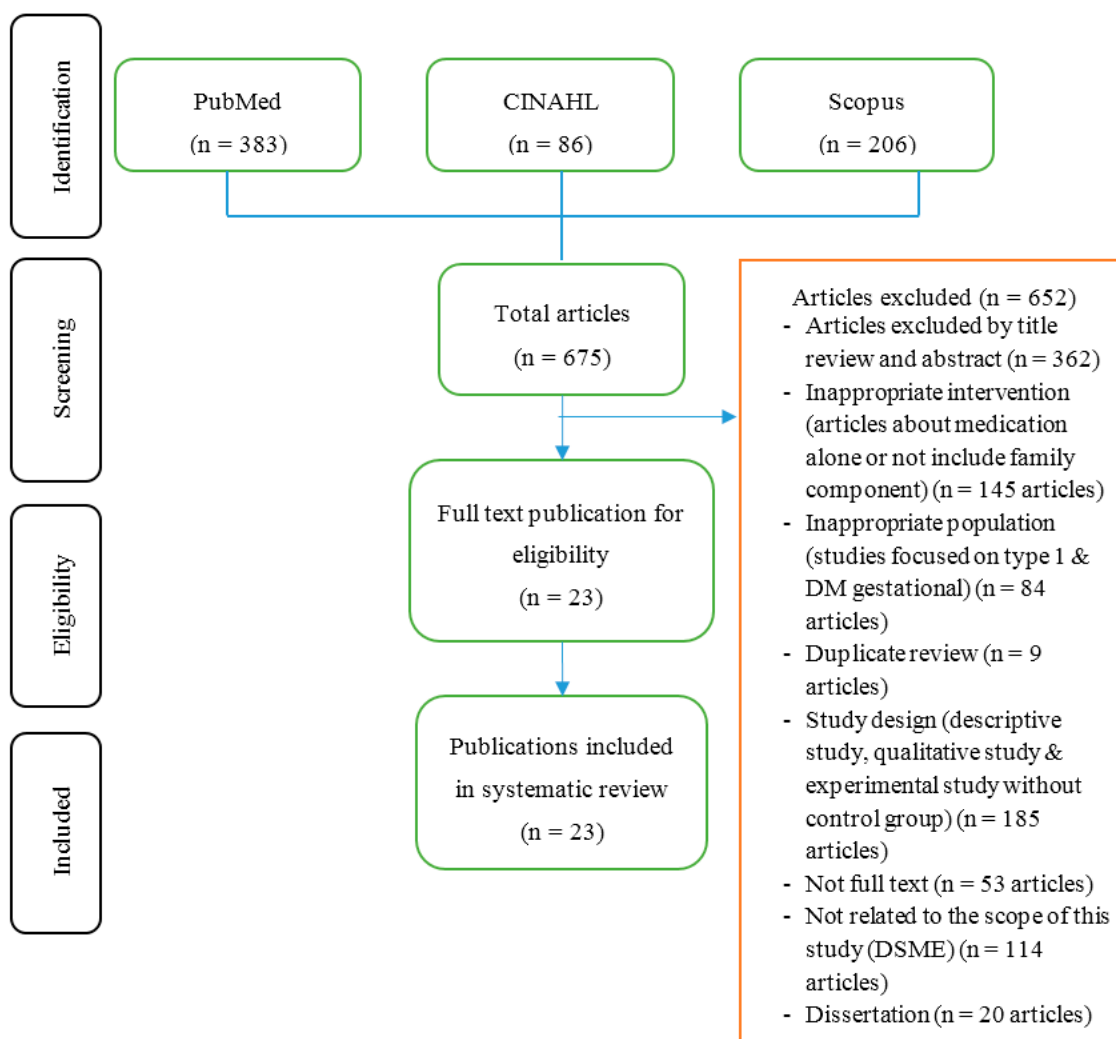 Identification
PubMed
(n = 383)
CINAHL
(n = 86)
Scopus
(n = 206)
Screening
Total articles
(n = 675)
Articles excluded (n = 652)
- Articles excluded by title
review and abstract (n = 362)
- Inappropriate intervention
(articles about medication
alone or not include family
component) (n = 145 articles)
- Inappropriate population
(studies focused on type 1 &
DM gestational) (n = 84
articles)
- Duplicate review (n = 9
articles)
- Study design (descriptive
study, qualitative study &
experimental study without
control group) (n = 185
articles)
- Not full text (n = 53 articles)
- Not related to the scope of this
study (DSME) (n = 114
articles)
- Dissertation (n = 20 articles)
Eligibility
Full text publication for
eligibility
(n = 23)
Included
Publications included
in systematic review
(n = 23)